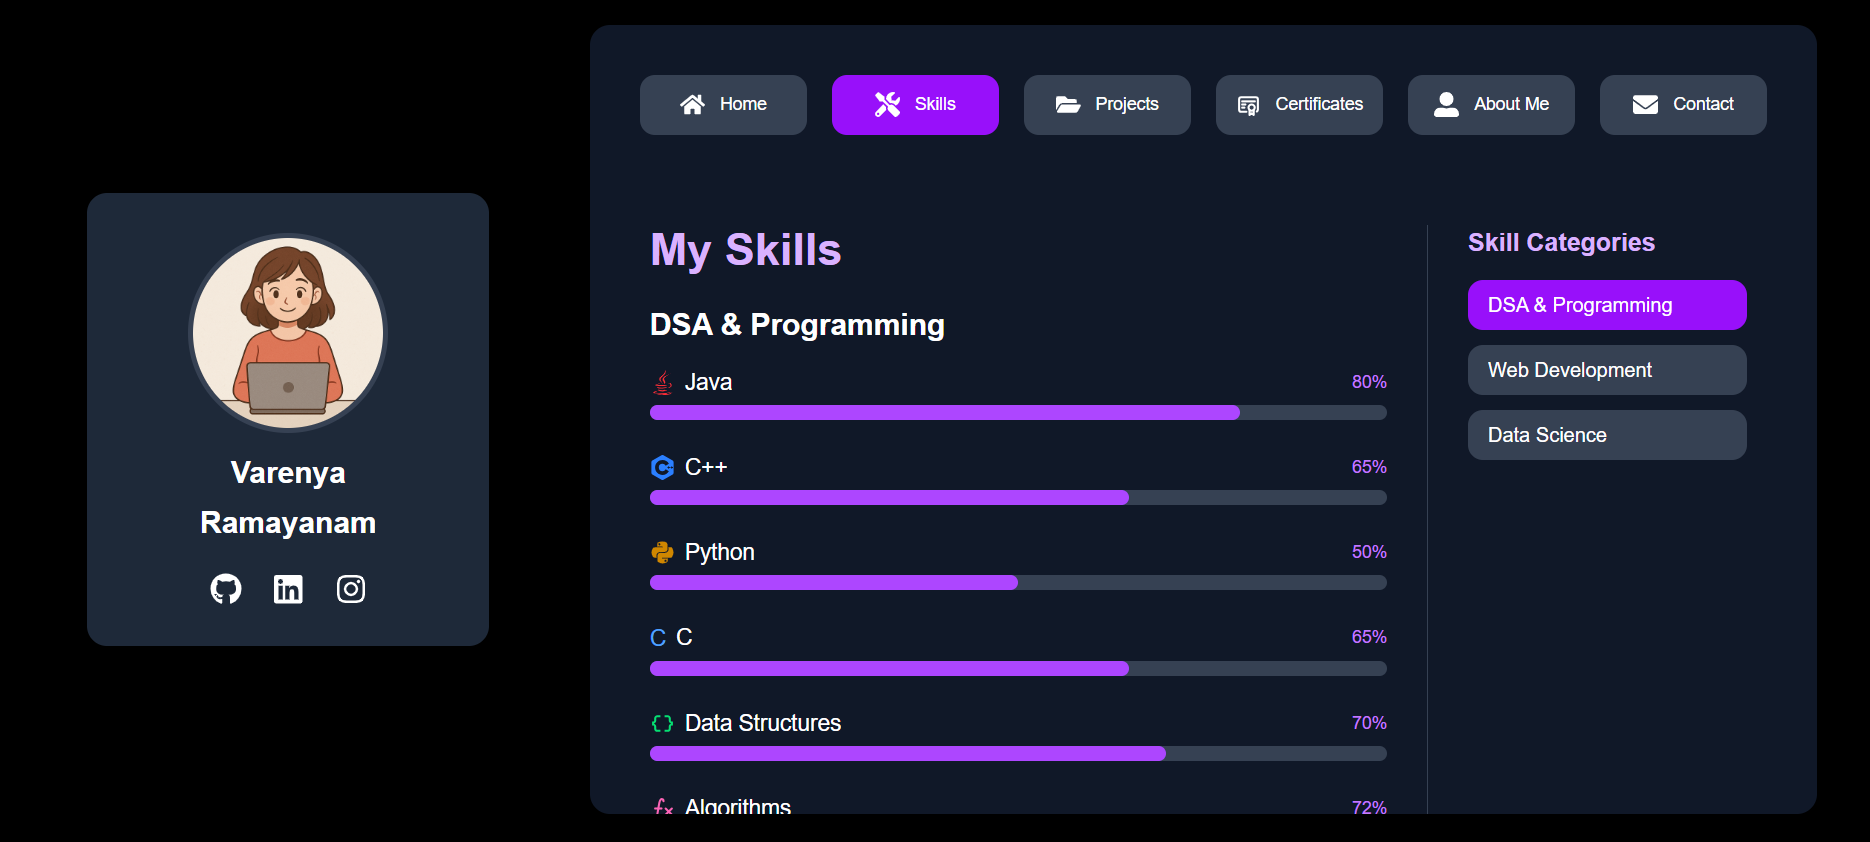 Home
Skills
Projects
Certificates
About Me
Contact
Varenya
Ramayanam
My Skills
DSA & Programming
Java 80%
C++ 65%
Python 50%
C C 65%
Data Structures 70%
Algorithms 72%
Skill Categories
DSA & Programming
Web Development
Data Science